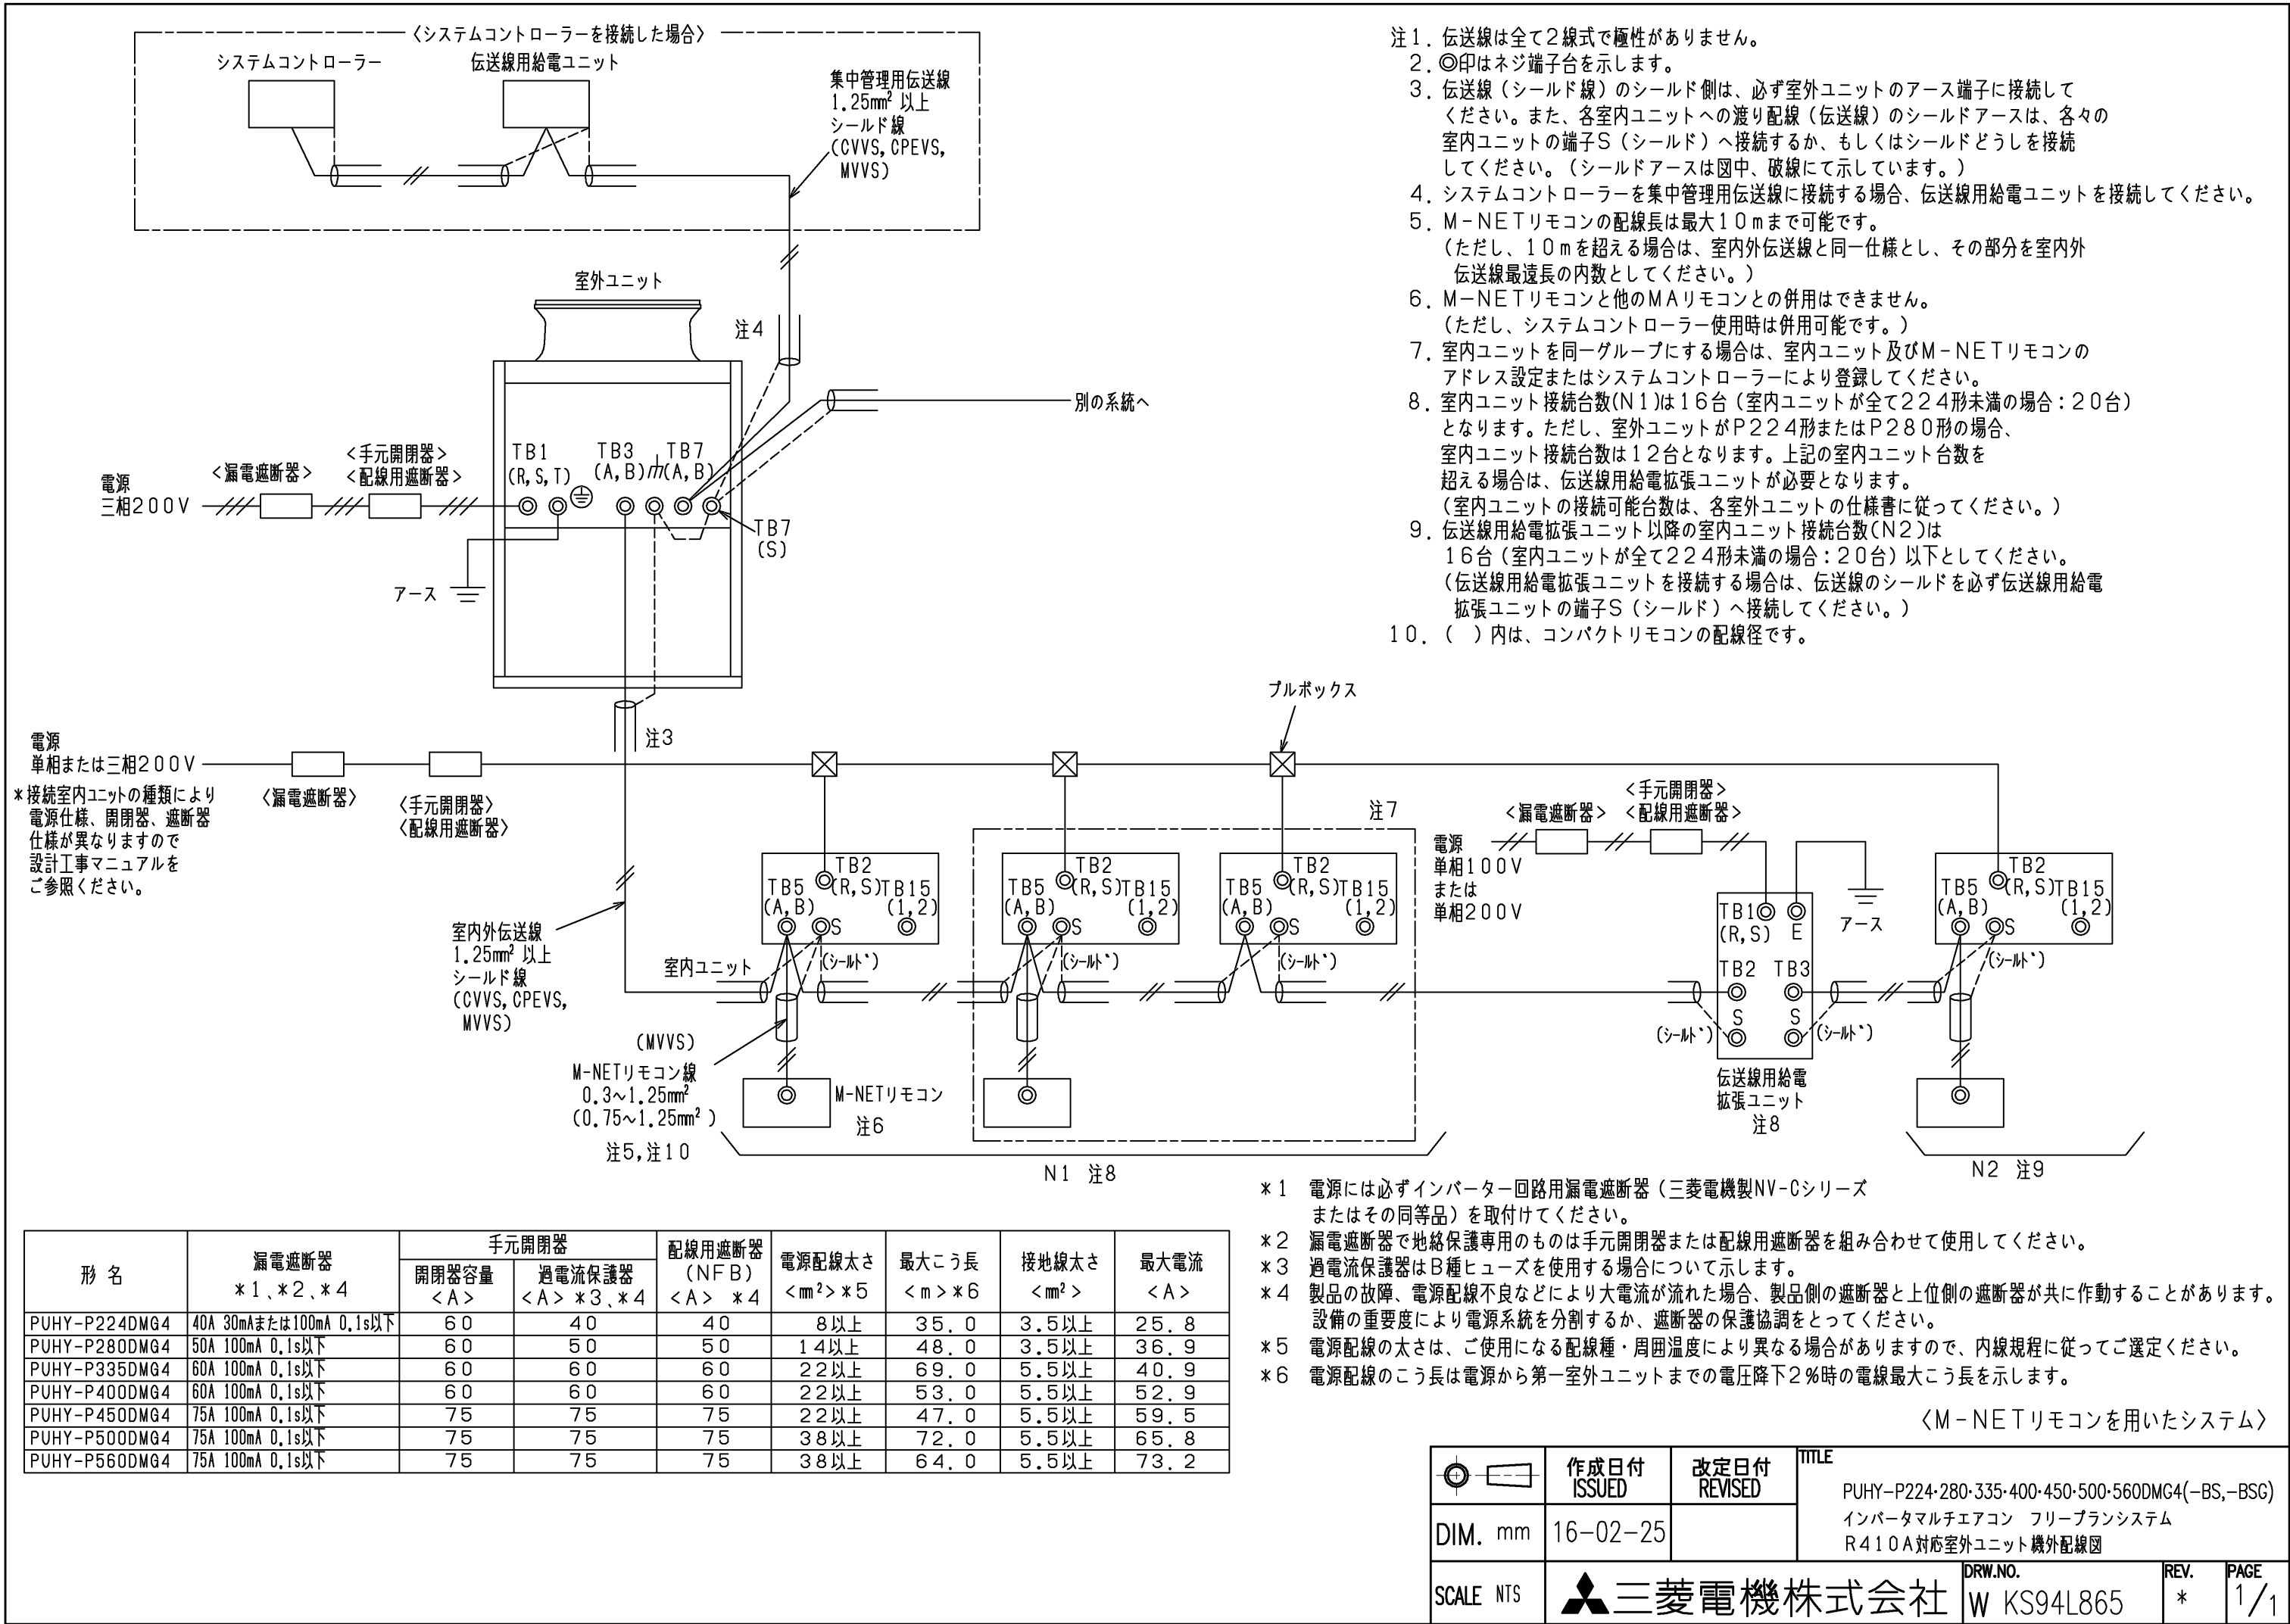 〈システムコントローラーを接続した場合〉
システムコントローラー
伝送線用給電ユニット
集中管理用伝送線
1.25mm² 以上
シールド線
(CVVS,CPEVS,
MVVS)
室外ユニット
注4
別の系統へ
TB1
(R,S,T)
TB3
(A,B)
TB7
(A,B)
TB7
(S)
<手元開閉器>
<配線用遮断器>
<漏電遮断器>
電源
三相200V
アース
注3
注1. 伝送線は全て2線式で極性がありません。
2. ◎印はネジ端子台を示します。
3. 伝送線(シールド線)のシールド側は、必ず室外ユニットのアース端子に接続して
ください。また、各室内ユニットへの渡り配線(伝送線)のシールドアースは、各々の
室内ユニットの端子S(シールド)へ接続するか、もしくはシールドどうしを接続
してください。(シールドアースは図中、破線にて示しています。)
4. システムコントローラーを集中管理用伝送線に接続する場合、伝送線用給電ユニットを接続してください。
5. M-NETリモコンの配線長は最大10mまで可能です。
(ただし、10mを超える場合は、室内外伝送線と同一仕様とし、その部分を室内外
伝送線最遠長の内数としてください。)
6. M-NETリモコンと他のMAリモコンとの併用はできません。
(ただし、システムコントローラー使用時は併用可能です。)
7. 室内ユニットを同一グループにする場合は、室内ユニット及びM-NETリモコンの
アドレス設定またはシステムコントローラーにより登録してください。
8. 室内ユニット接続台数(N1)は16台(室内ユニットが全て224形未満の場合:20台)
となります。ただし、室外ユニットがP224形またはP280形の場合、
室内ユニット接続台数は12台となります。上記の室内ユニット台数を
超える場合は、伝送線用給電拡張ユニットが必要となります。
(室内ユニットの接続可能台数は、各室外ユニットの仕様書に従ってください。)
9. 伝送線用給電拡張ユニット以降の室内ユニット接続台数(N2)は
16台(室内ユニットが全て224形未満の場合:20台)以下としてください。
(伝送線用給電拡張ユニットを接続する場合は、伝送線のシールドを必ず伝送線用給電
拡張ユニットの端子S(シールド)へ接続してください。)
10. ( )内は、コンパクトリモコンの配線径です。
プルボックス
電源
単相または三相200V
*接続室内ユニットの種類により
電源仕様、開閉器、遮断器
仕様が異なりますので
設計工事マニュアルを
ご参照ください。
〈漏電遮断器〉
〈手元開閉器〉
〈配線用遮断器〉
室内外伝送線
1.25mm² 以上
シールド線
(CVVS,CPEVS,
MVVS)
室内ユニット
TB2
(R,S)
TB5
(A,B)
TB15
(1,2)
S
(シールド)
TB2
(R,S)
TB5
(A,B)
TB15
(1,2)
S
(シールド)
TB2
(R,S)
TB5
(A,B)
TB15
(1,2)
(シールド)
注7
(MVVS)
M-NETリモコン線
0.3~1.25mm²
(0.75~1.25mm²)
注5,注10
M-NETリモコン
注6
N1 注8
<手元開閉器>
<漏電遮断器>
<配線用遮断器>
電源
単相100V
または
単相200V
アース
TB1
(R,S)
E
TB2
TB3
S
S
(シールド)
(シールド)
伝送線用給電
拡張ユニット
注8
TB2
(R,S)
TB5
(A,B)
TB15
(1,2)
S
(シールド)
N2 注9
*1 電源には必ずインバーター回路用漏電遮断器(三菱電機製NV-Cシリーズ
またはその同等品)を取付けてください。
*2 漏電遮断器で地絡保護専用のものは手元開閉器または配線用遮断器を組み合わせて使用してください。
*3 過電流保護器はB種ヒューズを使用する場合について示します。
*4 製品の故障、電源配線不良などにより大電流が流れた場合、製品側の遮断器と上位側の遮断器が共に作動することがあります。
設備の重要度により電源系統を分割するか、遮断器の保護協調をとってください。
*5 電源配線の太さは、ご使用になる配線種・周囲温度により異なる場合がありますので、内線規程に従ってご選定ください。
*6 電源配線のこう長は電源から第一室外ユニットまでの電圧降下2%時の電線最大こう長を示します。
形 名 漏電遮断器 *1、*2、*4 手元開閉器 配線用遮断器 (NFB) <A> *4 電源配線太さ <mm²>*5 最大こう長 <m>*6 接地線太さ <mm²> 最大電流 <A>
開閉器容量 <A> 過電流保護器 <A> *3、*4
PUHY-P224DMG4 40A 30mAまたは100mA 0.1s以下 60 40 40 8以上 35.0 3.5以上 25.8
PUHY-P280DMG4 50A 100mA 0.1s以下 60 50 50 14以上 48.0 3.5以上 36.9
PUHY-P335DMG4 60A 100mA 0.1s以下 60 60 60 22以上 69.0 5.5以上 40.9
PUHY-P400DMG4 60A 100mA 0.1s以下 60 60 60 22以上 53.0 5.5以上 52.9
PUHY-P450DMG4 75A 100mA 0.1s以下 75 75 75 22以上 47.0 5.5以上 59.5
PUHY-P500DMG4 75A 100mA 0.1s以下 75 75 75 38以上 72.0 5.5以上 65.8
PUHY-P560DMG4 75A 100mA 0.1s以下 75 75 75 38以上 64.0 5.5以上 73.2
〈M-NETリモコンを用いたシステム〉
作成日付
ISSUED
改定日付
REVISED
TITLE
PUHY-P224・280・335・400・450・500・560DMG4(-BS,-BSG)
インバータマルチエアコン フリープランシステム
R410A対応室外ユニット機外配線図
DIM. mm
16-02-25
SCALE NTS
三菱電機株式会社
DRW.NO.
W KS94L865
REV.
*
PAGE
1/1